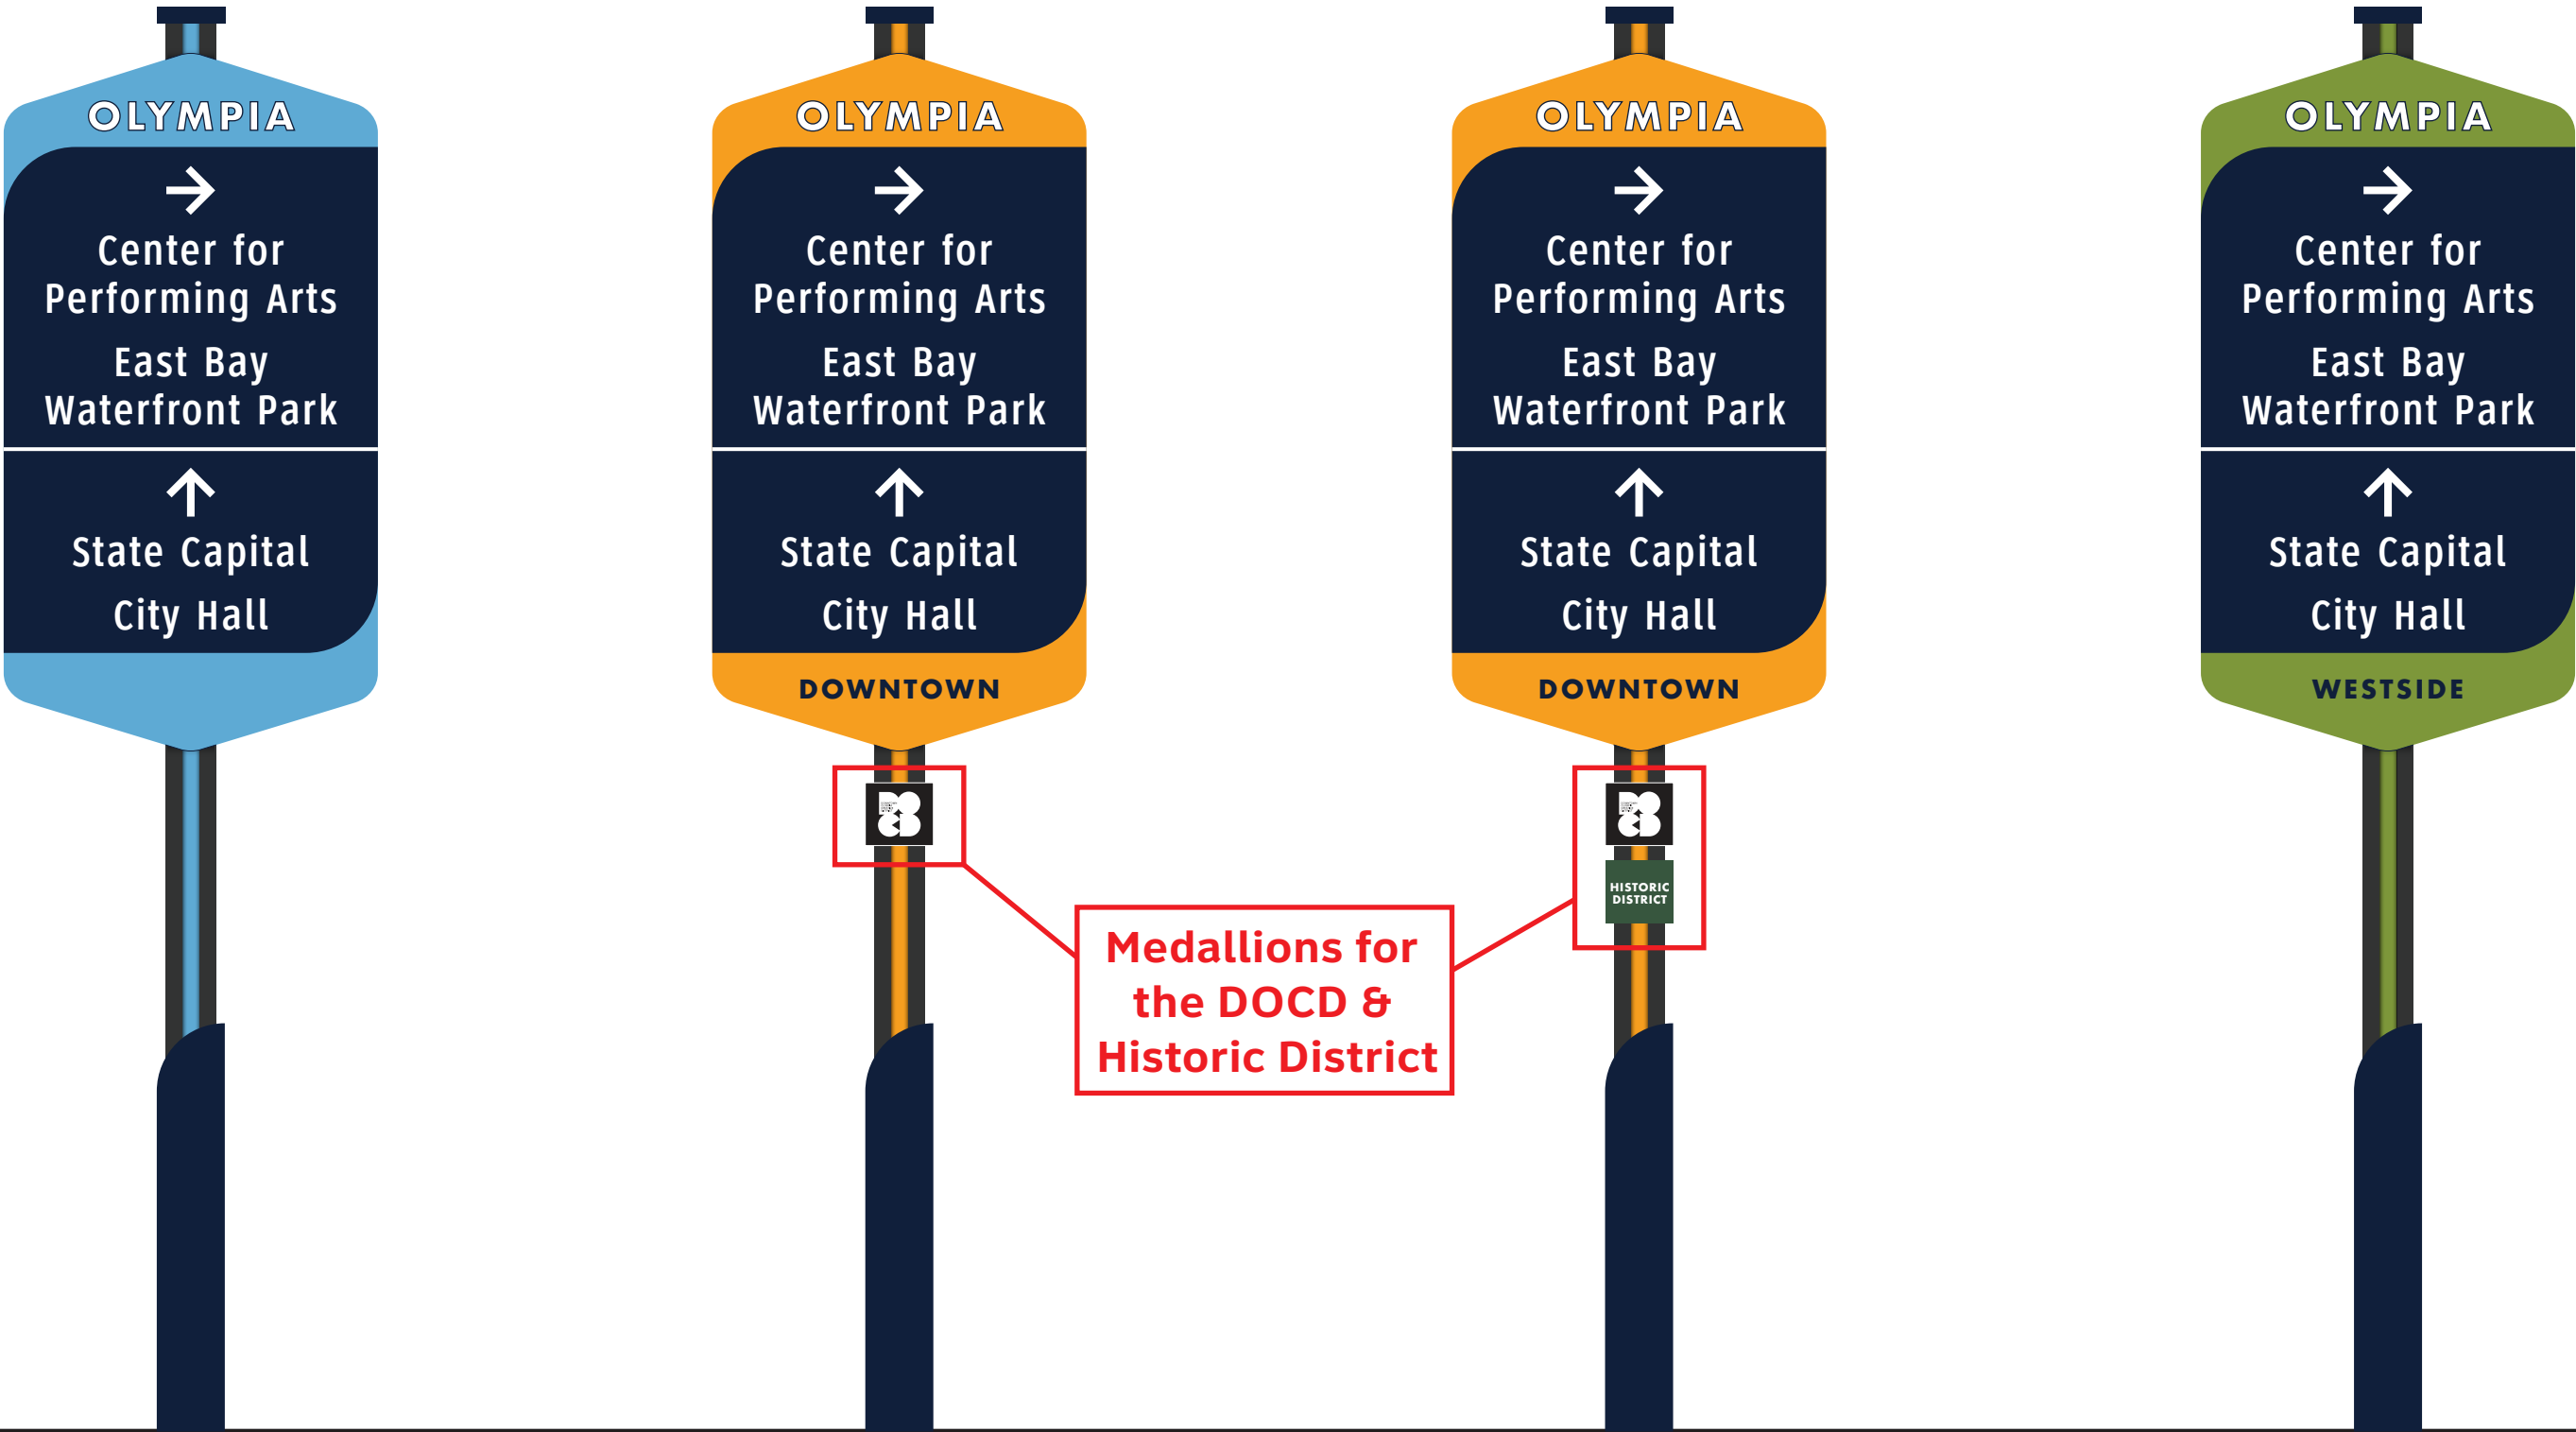 OLYMPIA
Center for
Performing Arts
East Bay
Waterfront Park
State Capital
City Hall
OLYMPIA
Center for
Performing Arts
East Bay
Waterfront Park
State Capital
City Hall
DOWNTOWN
OLYMPIA
Center for
Performing Arts
East Bay
Waterfront Park
State Capital
City Hall
DOWNTOWN
HISTORIC
DISTRICT
Medallions for
the DOCD &
Historic District
OLYMPIA
Center for
Performing Arts
East Bay
Waterfront Park
State Capital
City Hall
WESTSIDE